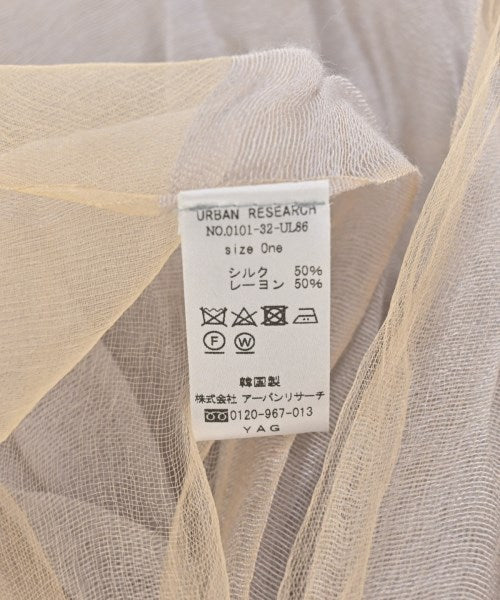 URBAN RESEARCH
NO.0101-32-UL86
size One
シルク 50%
レーヨン 50%
F W
韓国製
株式会社 アーバンリサーチ
0120-967-013
YAG